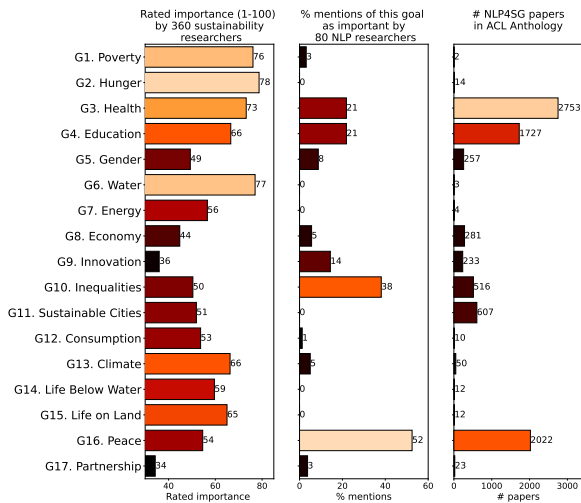 Rated importance (1-100)
by 360 sustainability
researchers
% mentions of this goal
as important by
80 NLP researchers
# NLP4SG papers
in ACL Anthology
G1. Poverty 76 3 2
G2. Hunger 78 0 14
G3. Health 73 21 2753
G4. Education 66 21 1727
G5. Gender 49 8 257
G6. Water 77 0 3
G7. Energy 56 0 4
G8. Economy 44 5 281
G9. Innovation 36 14 233
G10. Inequalities 50 38 516
G11. Sustainable Cities 51 0 607
G12. Consumption 53 1 10
G13. Climate 66 5 50
G14. Life Below Water 59 0 12
G15. Life on Land 65 0 12
G16. Peace 54 52 2022
G17. Partnership 34 3 23
40 60 80 0 20 40 60 0 1000 2000 3000
Rated importance % mentions # papers